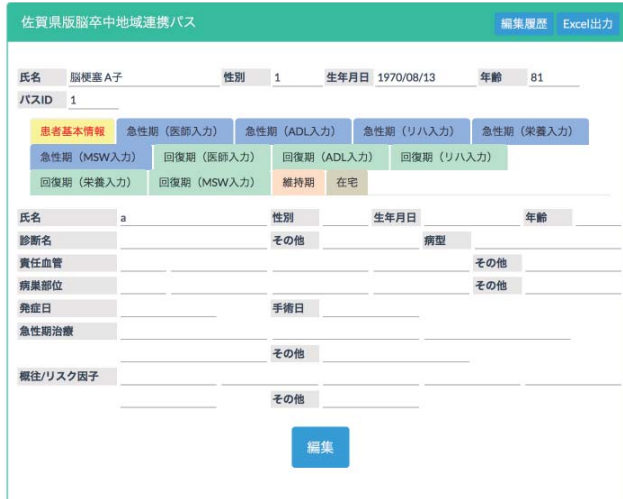 佐賀県版脳卒中地域連携パス 編集履歴 Excel出力
氏名 脳梗塞A子 性別 1 生年月日 1970/08/13 年齢 81
パスID 1
患者基本情報 急性期（医師入力） 急性期（ADL入力） 急性期（リハ入力） 急性期（栄養入力）
急性期（MSW入力） 回復期（医師入力） 回復期（ADL入力） 回復期（リハ入力）
回復期（栄養入力） 回復期（MSW入力） 維持期 在宅
氏名 a 性別 生年月日 年齢
診断名 その他 病型
責任血管 その他
病巣部位 その他
発症日 手術日
急性期治療
その他
概往/リスク因子
その他
編集